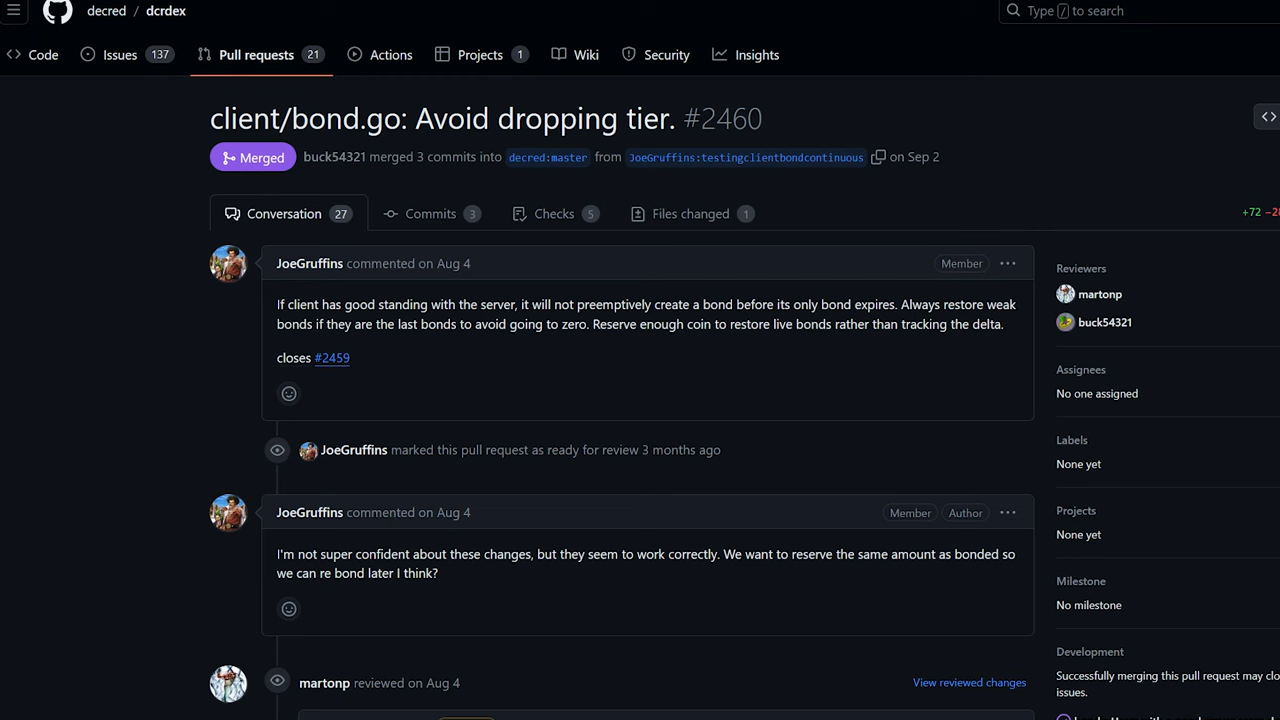 decred / dcrdex
Type / to search
Code
Issues 137
Pull requests 21
Actions
Projects 1
Wiki
Security
Insights
client/bond.go: Avoid dropping tier. #2460
Merged
buck54321 merged 3 commits into decred:master from JoeGruffins:testingclientbondcontinuous on Sep 2
Conversation 27
Commits 3
Checks 5
Files changed 1
+72
JoeGruffins commented on Aug 4
Member
If client has good standing with the server, it will not preemptively create a bond before its only bond expires. Always restore weak
bonds if they are the last bonds to avoid going to zero. Reserve enough coin to restore live bonds rather than tracking the delta.
closes #2459
JoeGruffins marked this pull request as ready for review 3 months ago
JoeGruffins commented on Aug 4
Member
Author
I'm not super confident about these changes, but they seem to work correctly. We want to reserve the same amount as bonded so
we can re bond later I think?
martonp reviewed on Aug 4
View reviewed changes
Reviewers
martonp
buck54321
Assignees
No one assigned
Labels
None yet
Projects
None yet
Milestone
No milestone
Development
Successfully merging this pull request may clo
issues.